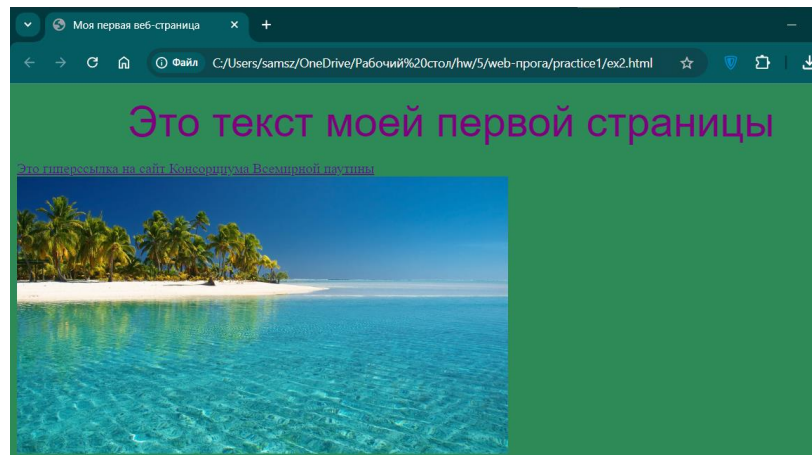 Моя первая веб-страница
Файл C:/Users/samsz/OneDrive/Рабочий%20стол/hw/5/web-прога/practice1/ex2.html
Это текст моей первой страницы
Это гиперссылка на сайт Консорциума Всемирной паутины